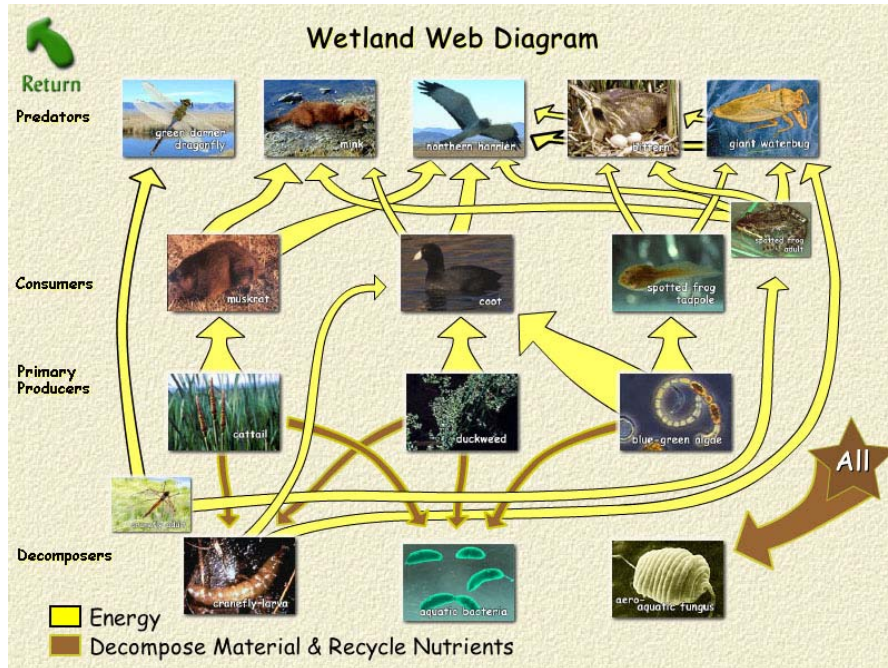 Wetland Web Diagram
Return
Predators
green darner
dragonfly
mink
northern harrier
bittern
giant waterbug
spotted frog
adult
Consumers
muskrat
coot
spotted frog
tadpole
Primary
Producers
cattail
duckweed
blue-green algae
All
cranefly adult
Decomposers
cranefly-larva
aquatic bacteria
aero-
aquatic fungus
Energy
Decompose Material & Recycle Nutrients